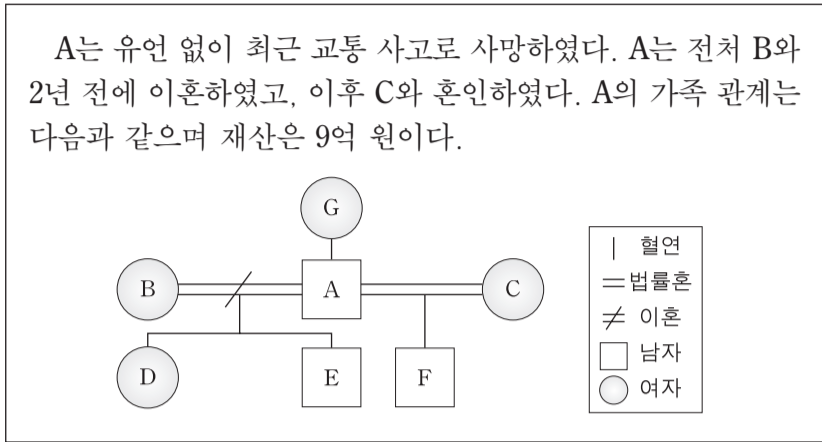 A는 유언 없이 최근 교통 사고로 사망하였다. A는 전처 B와
2년 전에 이혼하였고, 이후 C와 혼인하였다. A의 가족 관계는
다음과 같으며 재산은 9억 원이다.
G
B
A
C
D
E
F
혈연
법률혼
이혼
남자
여자